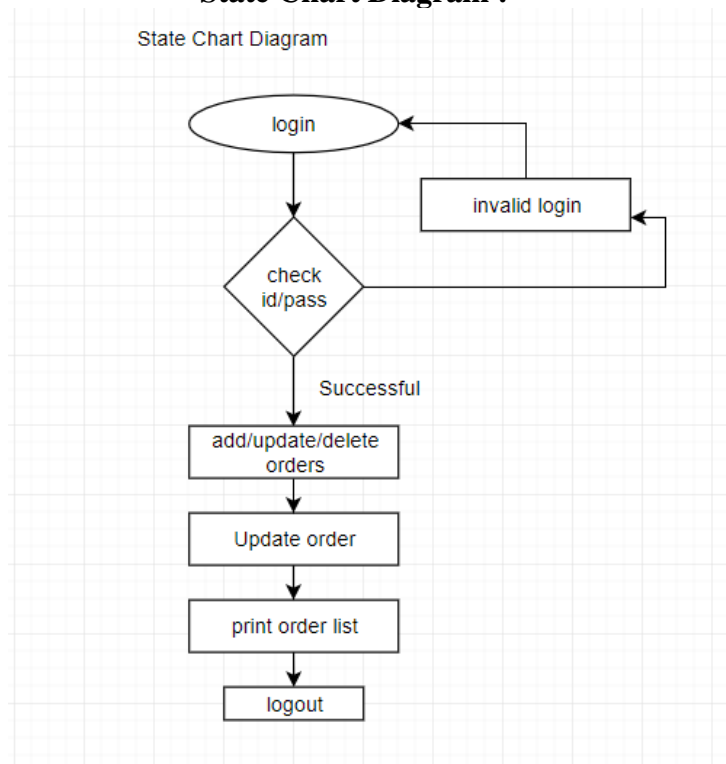 State Chart Diagram :
State Chart Diagram
login
invalid login
check
id/pass
Successful
add/update/delete
orders
Update order
print order list
logout